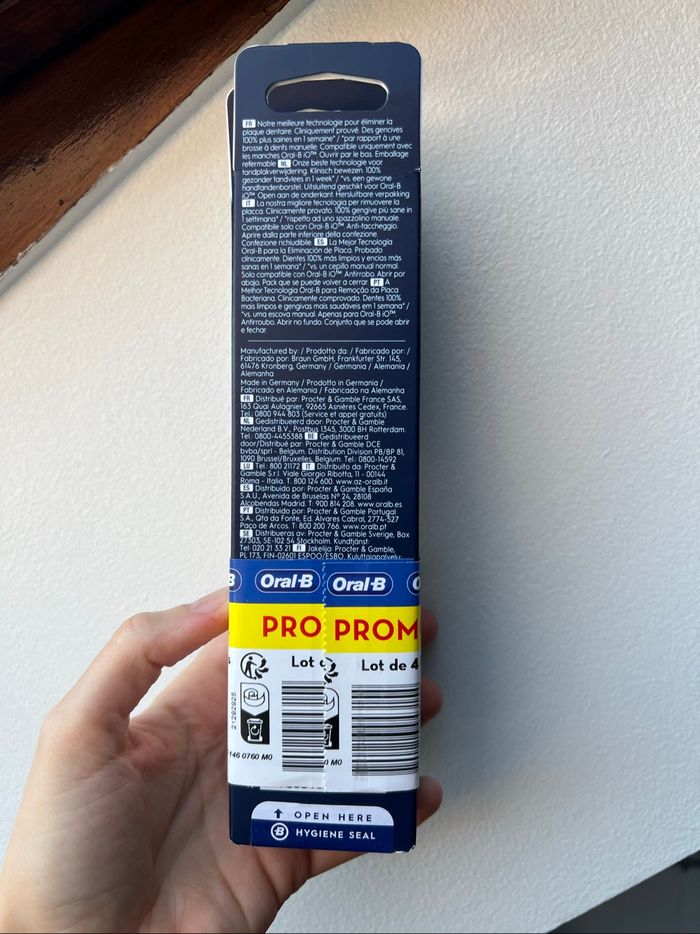 FR Notre meilleure technologie pour éliminer la
plaque dentaire. Cliniquement prouvé. Des gencives
100% plus saines en 1 semaine* / *par rapport à une
brosse à dents manuelle. Compatible uniquement avec
les manches Oral-B iO™. Ouvrir par le bas. Emballage
refermable NL Onze beste technologie voor
tandplakverwijdering. Klinisch bewezen. 100%
gezonder tandvlees in 1 week* / *vs. een gewone
handtandenborstel. Uitsluitend geschikt voor Oral-B
iO™. Open aan de onderkant. Hersluitbare verpakking
IT La nostra migliore tecnologia per rimuovere la
placca. Clinicamente provato. 100% gengive più sane in
1 settimana* / *rispetto ad uno spazzolino manuale.
Compatibile solo con Oral-B iO™. Anti-taccheggio.
Aprire dalla parte inferiore della confezione.
Confezione richiudibile. ES La Mejor Tecnología
Oral-B para la Eliminación de Placa. Probado
clínicamente. Dientes 100% más limpios y encías más
sanas en 1 semana* / *vs. un cepillo manual normal.
Solo compatible con Oral-B iO™. Antirrobo. Abrir por
abajo. Pack que se puede volver a cerrar PT A
Melhor Tecnologia Oral-B para Remoção da Placa
Bacteriana. Clinicamente comprovado. Dentes 100%
mais limpos e gengivas mais saudáveis em 1 semana* /
*vs. uma escova manual. Apenas para Oral-B iO™.
Antirroubo. Abrir no fundo. Conjunto que se pode abrir
e fechar.
Manufactured by: / Prodotto da: / Fabricado por: /
Fabricado por: Braun GmbH, Frankfurter Str. 145,
61476 Kronberg, Germany / Germania / Alemania /
Alemanha
Made in Germany / Prodotto in Germania /
Fabricado en Alemania / Fabricado na Alemanha
FR Distribué par: Procter & Gamble France SAS,
163 Quai Aulagnier, 92665 Asnières Cedex, France.
Tel.: 0800 944 803 (Service et appel gratuits)
NL Gedistribueerd door: Procter & Gamble
Nederland B.V., Postbus 1345, 3000 BH Rotterdam.
Tel.: 0800-4455388 BE Gedistribueerd
door/Distribué par: Procter & Gamble DCE
bvba/sprl - Belgium. Distribution Division PB/BP 81,
1090 Brussel/Bruxelles, Belgium. Tel.: 0800-14592
LU Tel.: 800 21172 IT Distribuito da: Procter &
Gamble S.r.l. Viale Giorgio Ribotta, 11 - 00144
Roma - Italia. T. 800 124 600. www.az-oralb.it
ES Distribuido por: Procter & Gamble España
S.A.U., Avenida de Bruselas Nº 24, 28108
Alcobendas Madrid. T: 900 814 208. www.oralb.es
PT Distribuído por: Procter & Gamble Portugal
S.A., Qta da Fonte, Ed. Álvares Cabral, 2774-527
Paço de Arcos. T: 800 200 766. www.oralb.pt
SE Distribueras av: Procter & Gamble Sverige, Box
27303, SE-102 54 Stockholm. Kundtjänst:
Tel: 020 21 33 21 FI Jakelija: Procter & Gamble,
PL 173, FIN-02601 ESPOO/ESBO. Kuluttajapalvelu:
B Oral-B Oral-B O
PRO PROM
Lot d Lot de 4
21292925
146 0760 M0
0 M0
OPEN HERE
B HYGIENE SEAL